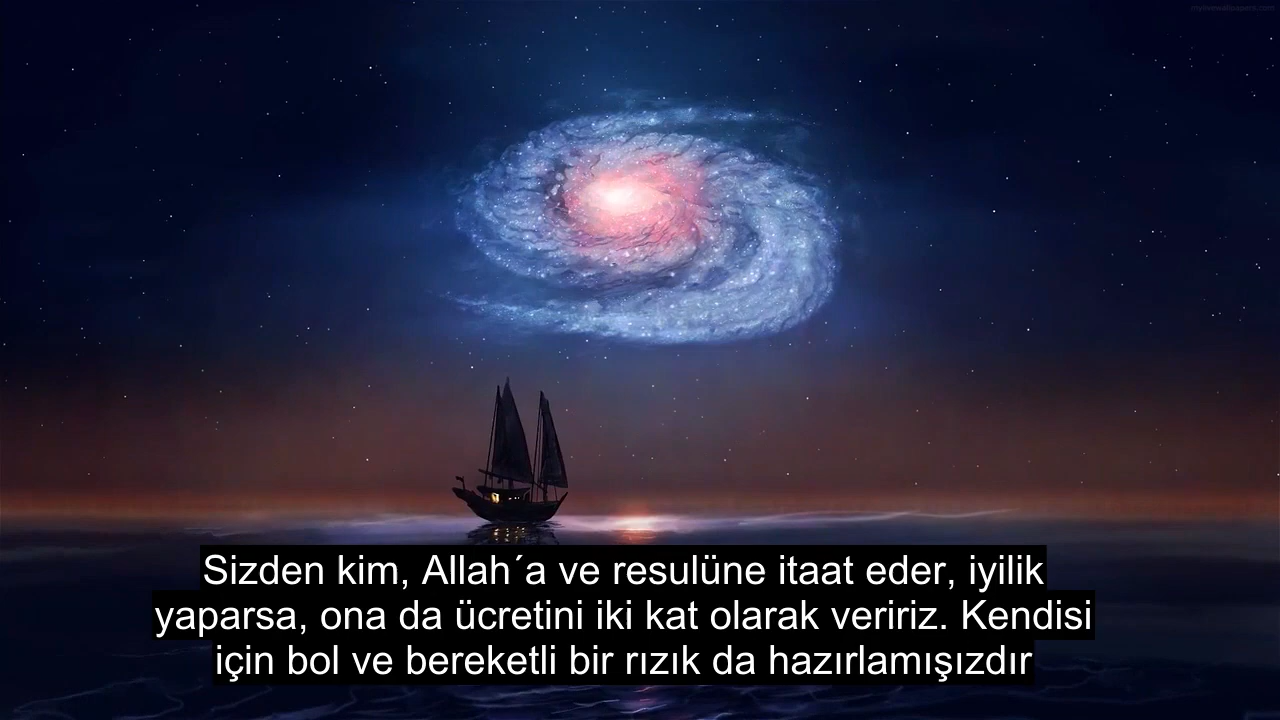 Sizden kim, Allah´a ve resulüne itaat eder, iyilik
yaparsa, ona da ücretini iki kat olarak veririz. Kendisi
için bol ve bereketli bir rızık da hazırlamışızdır